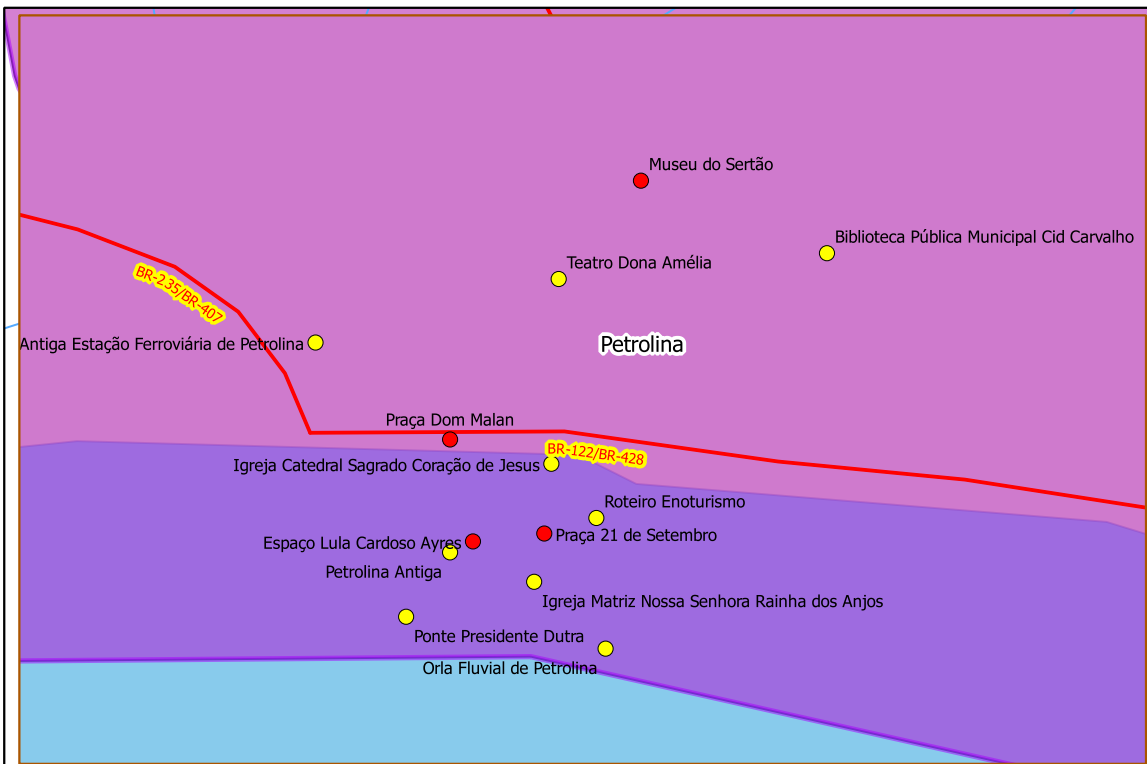 Museu do Sertão
Biblioteca Pública Municipal Cid Carvalho
Teatro Dona Amélia
BR-235/BR-407
Antiga Estação Ferroviária de Petrolina
Petrolina
Praça Dom Malan
BR-122/BR-428
Igreja Catedral Sagrado Coração de Jesus
Roteiro Enoturismo
Praça 21 de Setembro
Espaço Lula Cardoso Ayres
Petrolina Antiga
Igreja Matriz Nossa Senhora Rainha dos Anjos
Ponte Presidente Dutra
Orla Fluvial de Petrolina